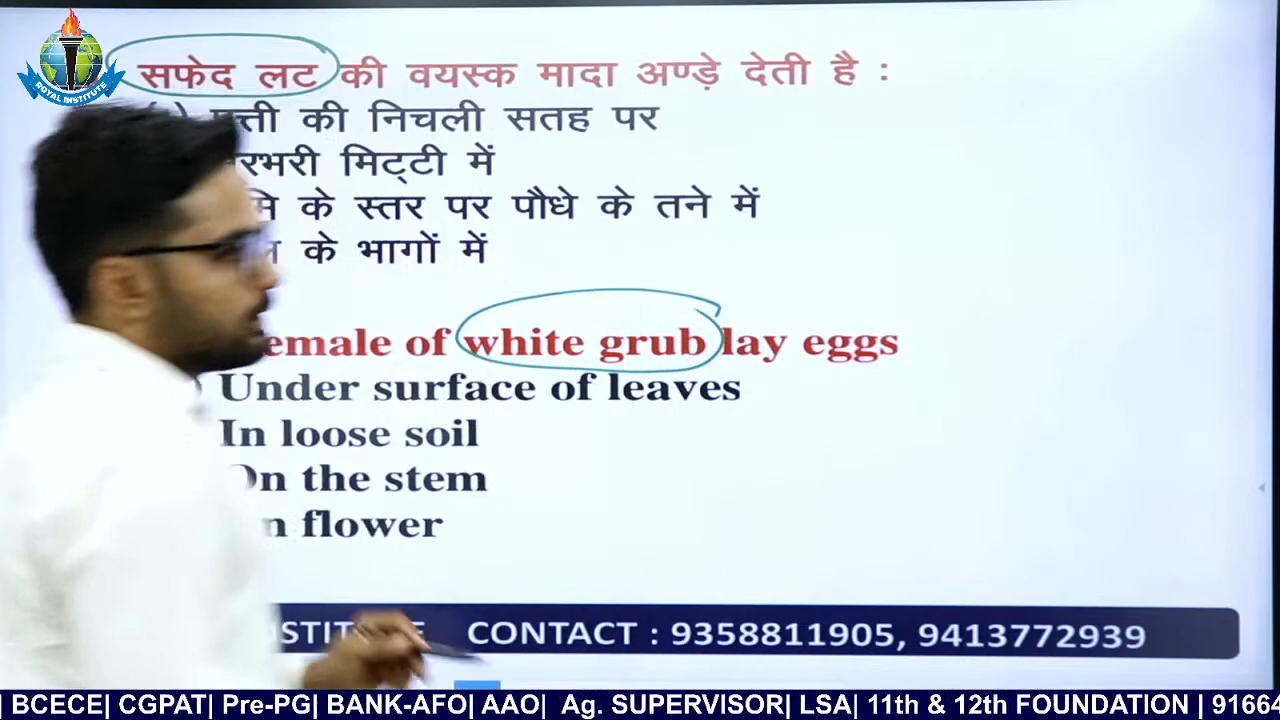 ROYAL INSTITUTE
सफेद लट की वयस्क मादा अण्ड़े देती है :
की निचली सतह पर
मिट्टी में
के स्तर पर पौधे के तने में
के भागों में
of white grub lay eggs
Under surface of leaves
In loose soil
On the stem
flower
CONTACT : 9358811905, 9413772939
| BCECE| CGPAT| Pre-PG| BANK-AFO| AAO| Ag. SUPERVISOR| LSA| 11th & 12th FOUNDATION |